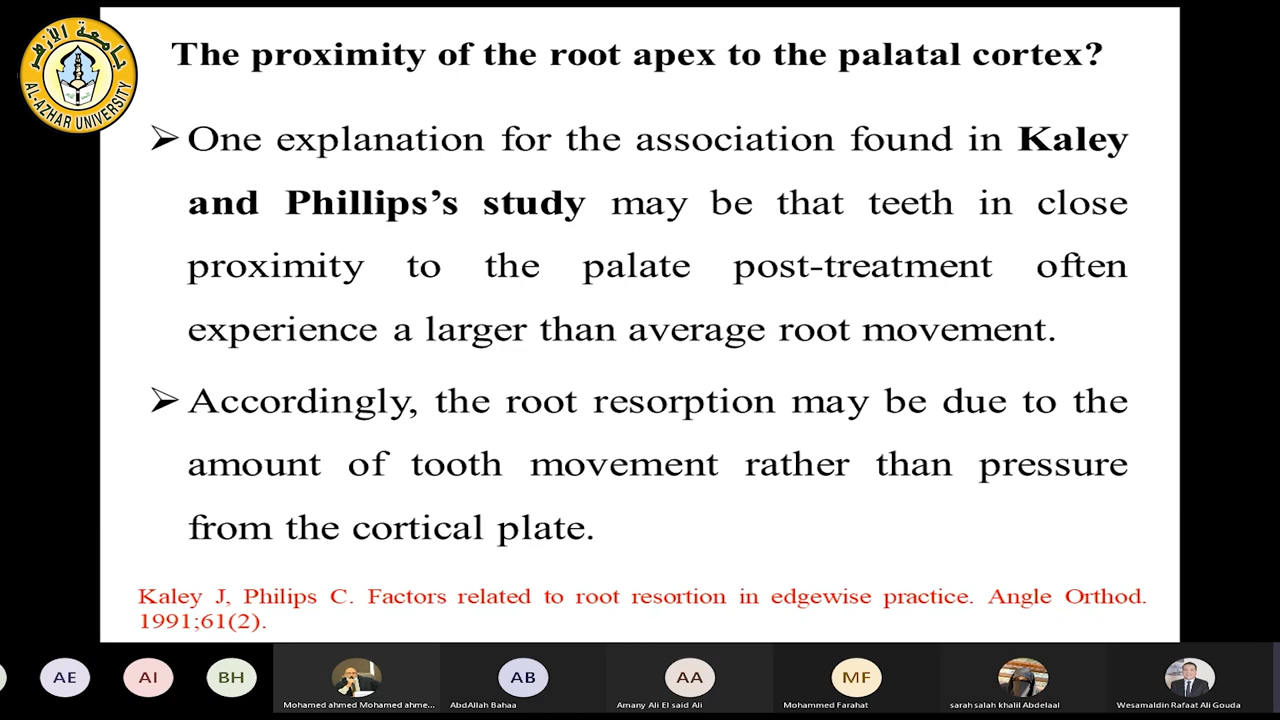 جامعة الأزهر
AL-AZHAR UNIVERSITY
The proximity of the root apex to the palatal cortex?
➢ One explanation for the association found in Kaley
and Phillips’s study may be that teeth in close
proximity to the palate post-treatment often
experience a larger than average root movement.
➢ Accordingly, the root resorption may be due to the
amount of tooth movement rather than pressure
from the cortical plate.
Kaley J, Philips C. Factors related to root resortion in edgewise practice. Angle Orthod.
1991;61(2).
AE
AI
BH
AB
AA
MF
Mohamed ahmed Mohamed ahme...
AbdAllah Bahaa
Amany Ali El said Ali
Mohammed Farahat
sarah salah khalil Abdelaal
Wesamaldin Rafaat Ali Gouda